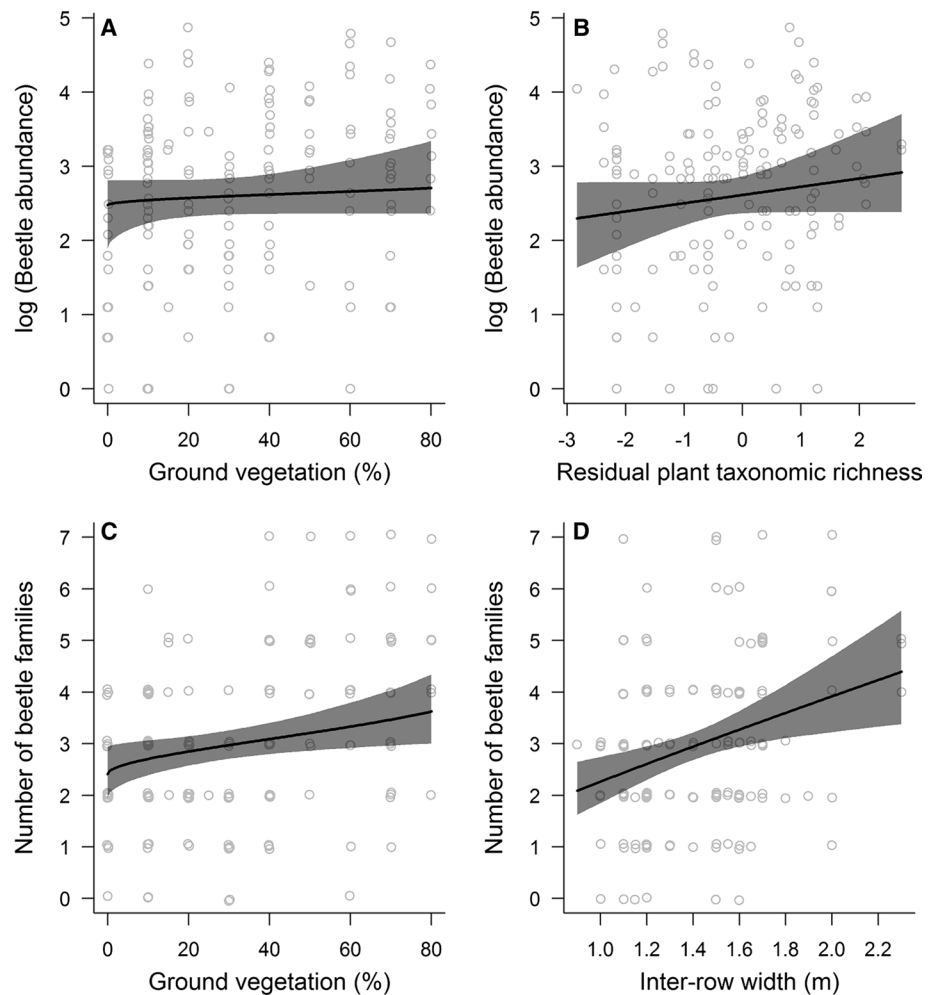 A
5
4
3
2
1
0
log (Beetle abundance)
0 20 40 60 80
Ground vegetation (%)
B
5
4
3
2
1
0
log (Beetle abundance)
-3 -2 -1 0 1 2
Residual plant taxonomic richness
C
7
6
5
4
3
2
1
0
Number of beetle families
0 20 40 60 80
Ground vegetation (%)
D
7
6
5
4
3
2
1
0
Number of beetle families
1.0 1.2 1.4 1.6 1.8 2.0 2.2
Inter-row width (m)